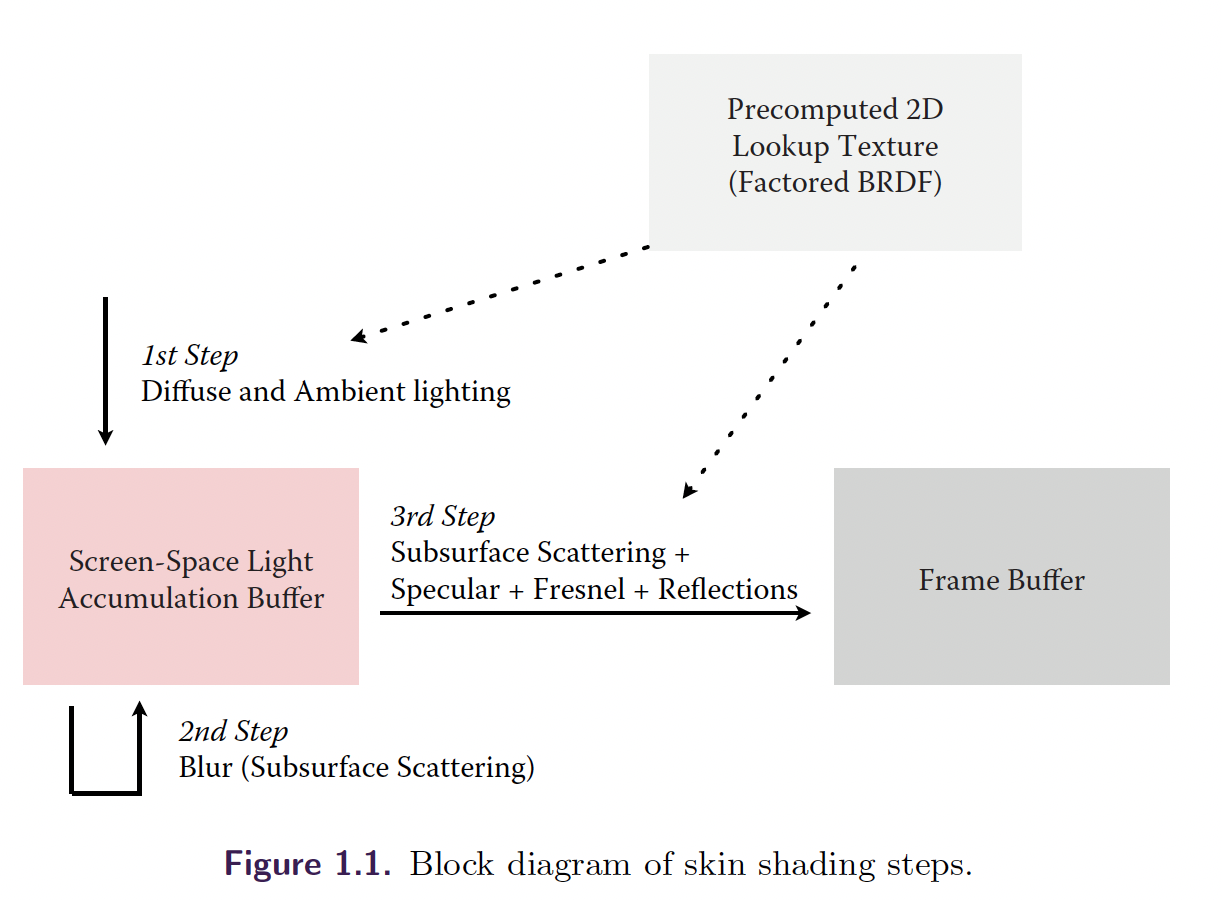 Precomputed 2D
Lookup Texture
(Factored BRDF)
1st Step
Diffuse and Ambient lighting
Screen-Space Light
Accumulation Buffer
3rd Step
Subsurface Scattering +
Specular + Fresnel + Reflections
Frame Buffer
2nd Step
Blur (Subsurface Scattering)
Figure 1.1. Block diagram of skin shading steps.